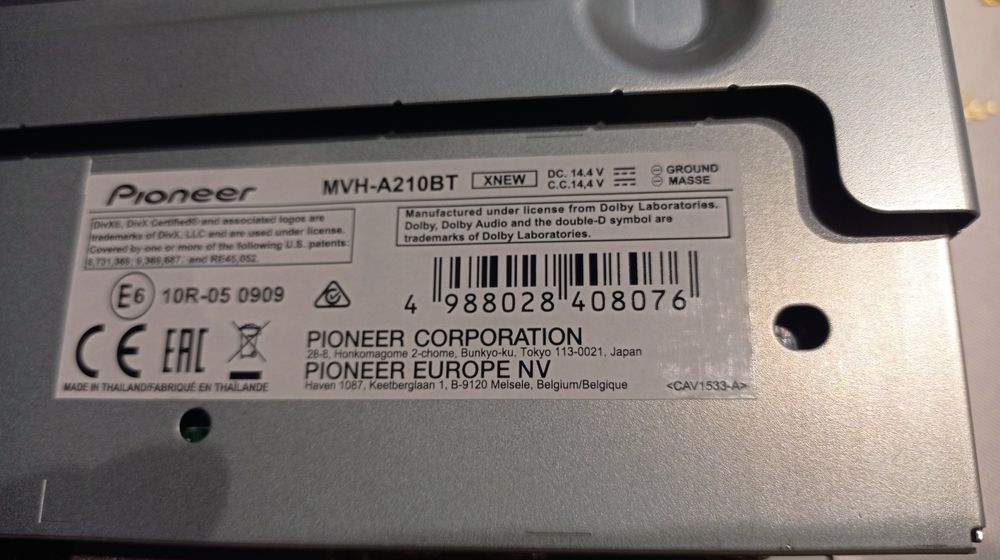 Pioneer
MVH-A210BT
XNEW
DC. 14.4 V
C.C.14,4 V
GROUND
MASSE
DivX®, DivX Certified® and associated logos are
trademarks of DivX, LLC and are used under license.
Covered by one or more of the following U.S. patents:
8,731,369; 9,369,687; and RE45,052.
Manufactured under license from Dolby Laboratories.
Dolby, Dolby Audio and the double-D symbol are
trademarks of Dolby Laboratories.
E6 10R-05 0909
4 988028 408076
CE EAC
MADE IN THAILAND/FABRIQUÉ EN THAÏLANDE
PIONEER CORPORATION
28-8, Honkomagome 2-chome, Bunkyo-ku, Tokyo 113-0021, Japan
PIONEER EUROPE NV
Haven 1087, Keetberglaan 1, B-9120 Melsele, Belgium/Belgique
<CAV1533-A>